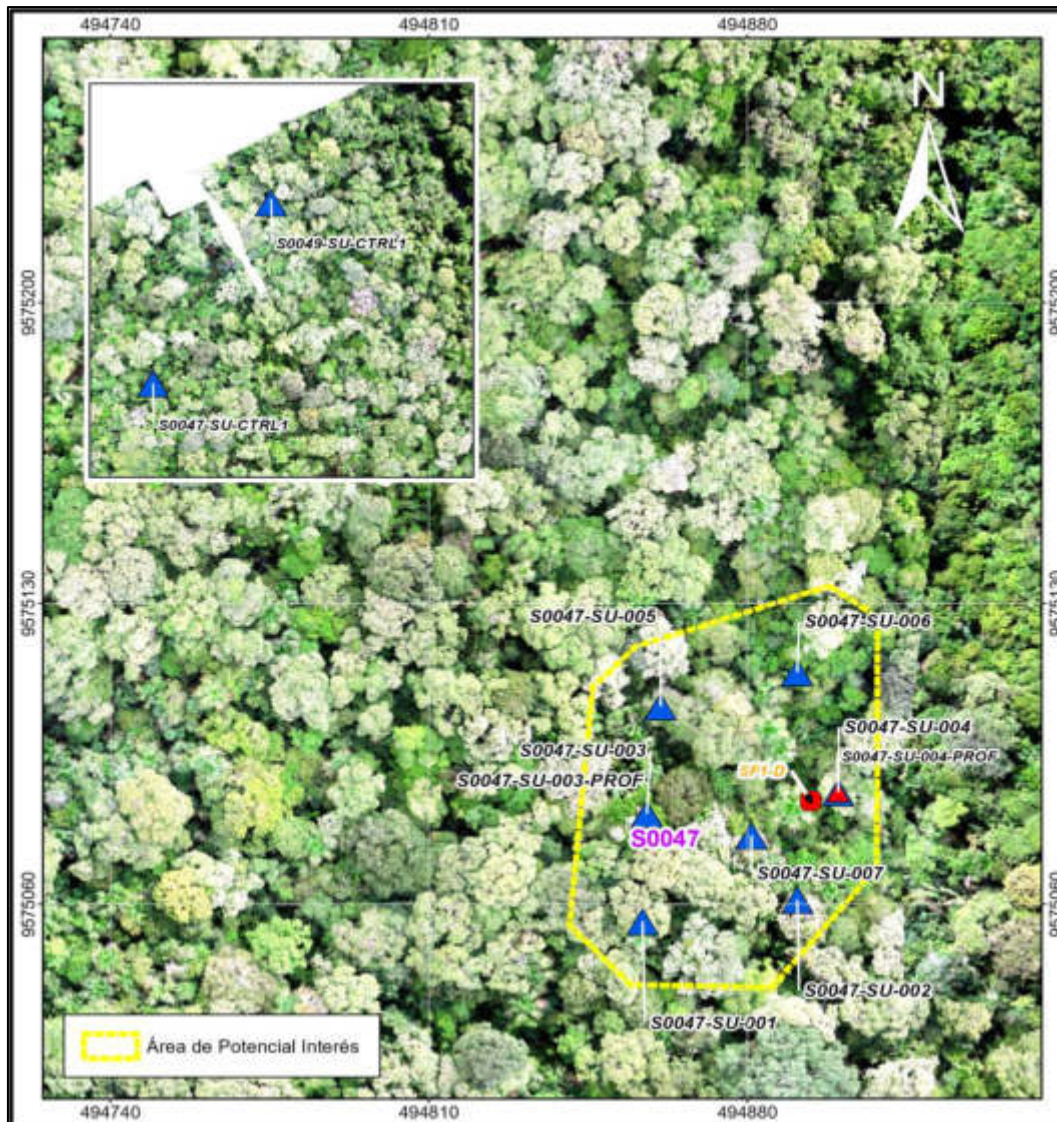 494740
494810
494880
N
S0049-SU-CTRL1
S0047-SU-CTRL1
9575200
9575200
9575130
9575130
S0047-SU-005
S0047-SU-006
S0047-SU-003
S0047-SU-003-PROF
S0047-SU-004
S0047-SU-004-PROF
SF1-D
S0047
S0047-SU-007
9575060
9575060
S0047-SU-002
S0047-SU-001
Área de Potencial Interés
494740
494810
494880